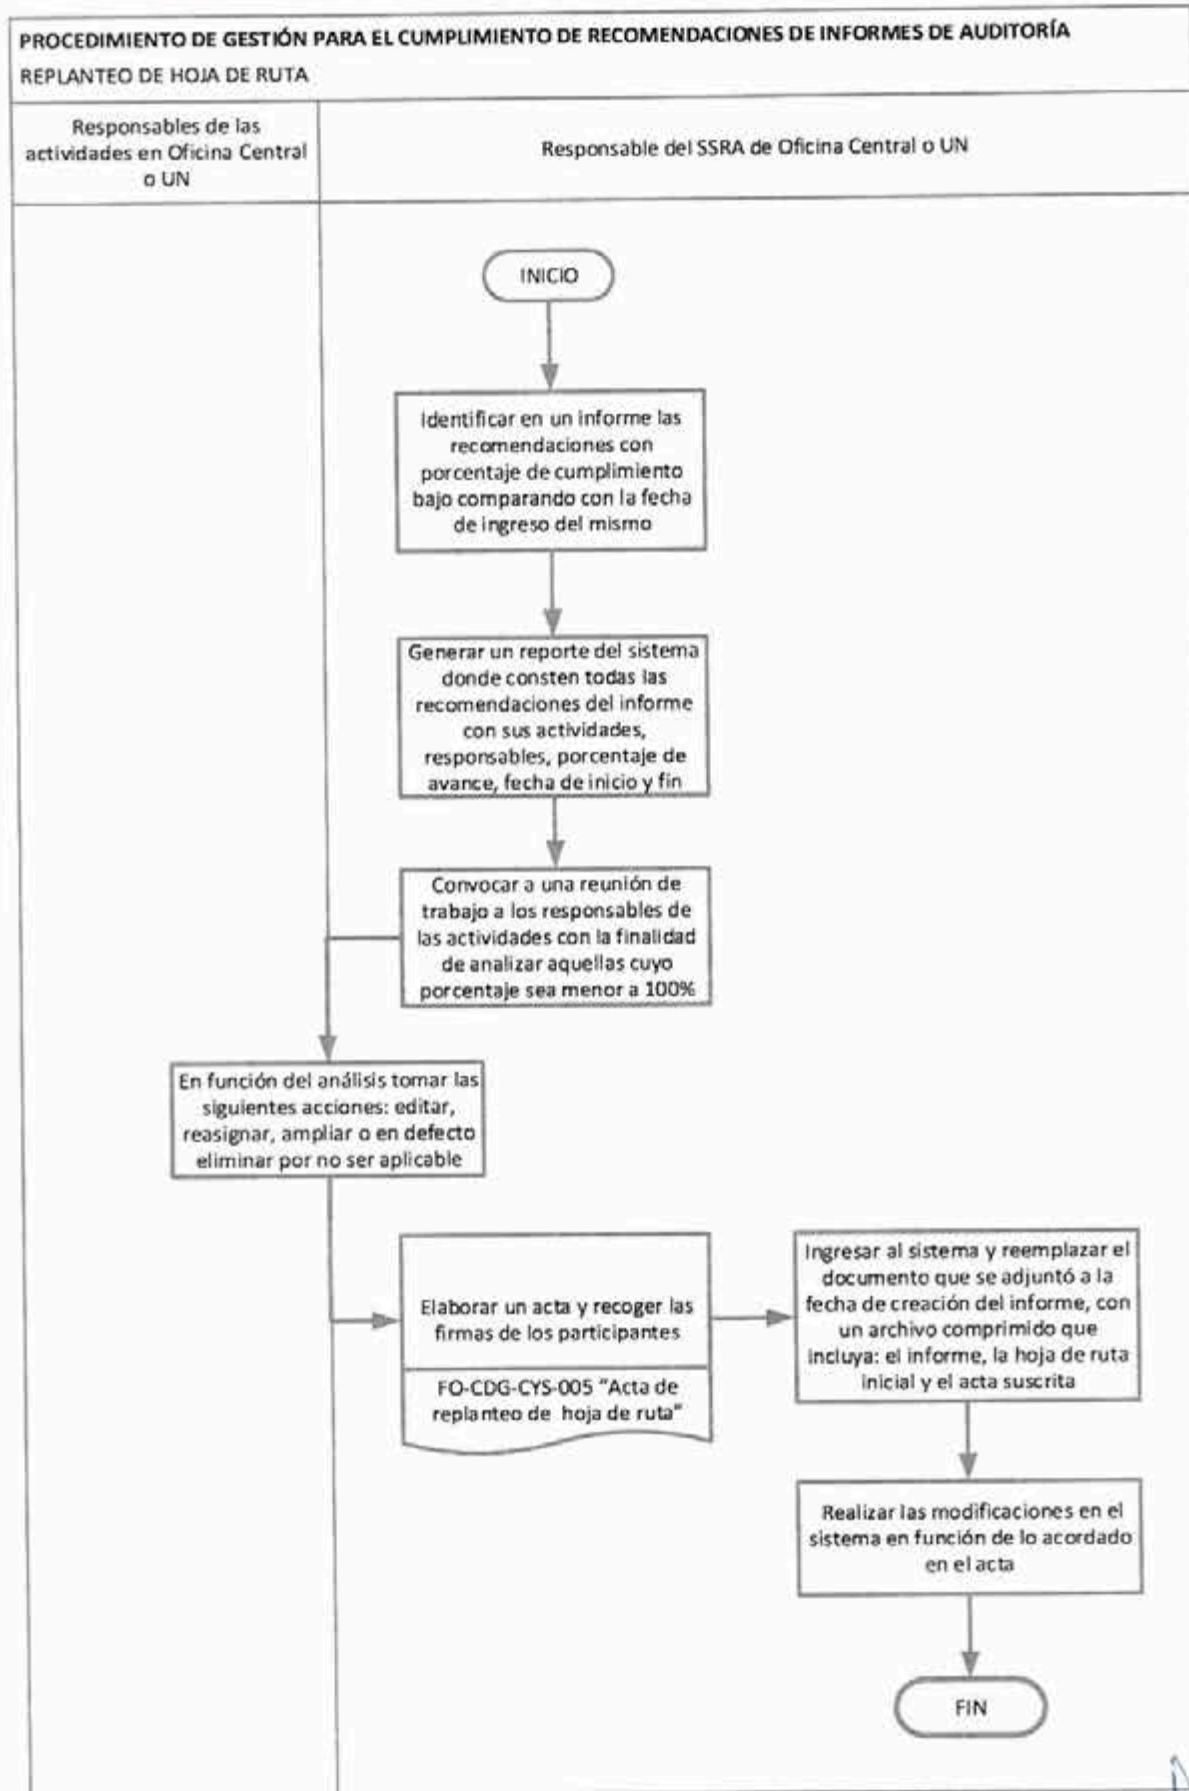 PROCEDIMIENTO DE GESTIÓN PARA EL CUMPLIMIENTO DE RECOMENDACIONES DE INFORMES DE AUDITORÍA
REPLANTEO DE HOJA DE RUTA
Responsables de las
actividades en Oficina Central
o UN
Responsable del SSRA de Oficina Central o UN
INICIO
Identificar en un informe las
recomendaciones con
porcentaje de cumplimiento
bajo comparando con la fecha
de ingreso del mismo
Generar un reporte del sistema
donde consten todas las
recomendaciones del informe
con sus actividades,
responsables, porcentaje de
avance, fecha de inicio y fin
Convocar a una reunión de
trabajo a los responsables de
las actividades con la finalidad
de analizar aquellas cuyo
porcentaje sea menor a 100%
En función del análisis tomar las
siguientes acciones: editar,
reasignar, ampliar o en defecto
eliminar por no ser aplicable
Elaborar un acta y recoger las
firmas de los participantes
FO-CDG-CYS-005 "Acta de
replanteo de hoja de ruta"
Ingresar al sistema y reemplazar el
documento que se adjuntó a la
fecha de creación del informe, con
un archivo comprimido que
incluya: el informe, la hoja de ruta
inicial y el acta suscrita
Realizar las modificaciones en el
sistema en función de lo acordado
en el acta
FIN